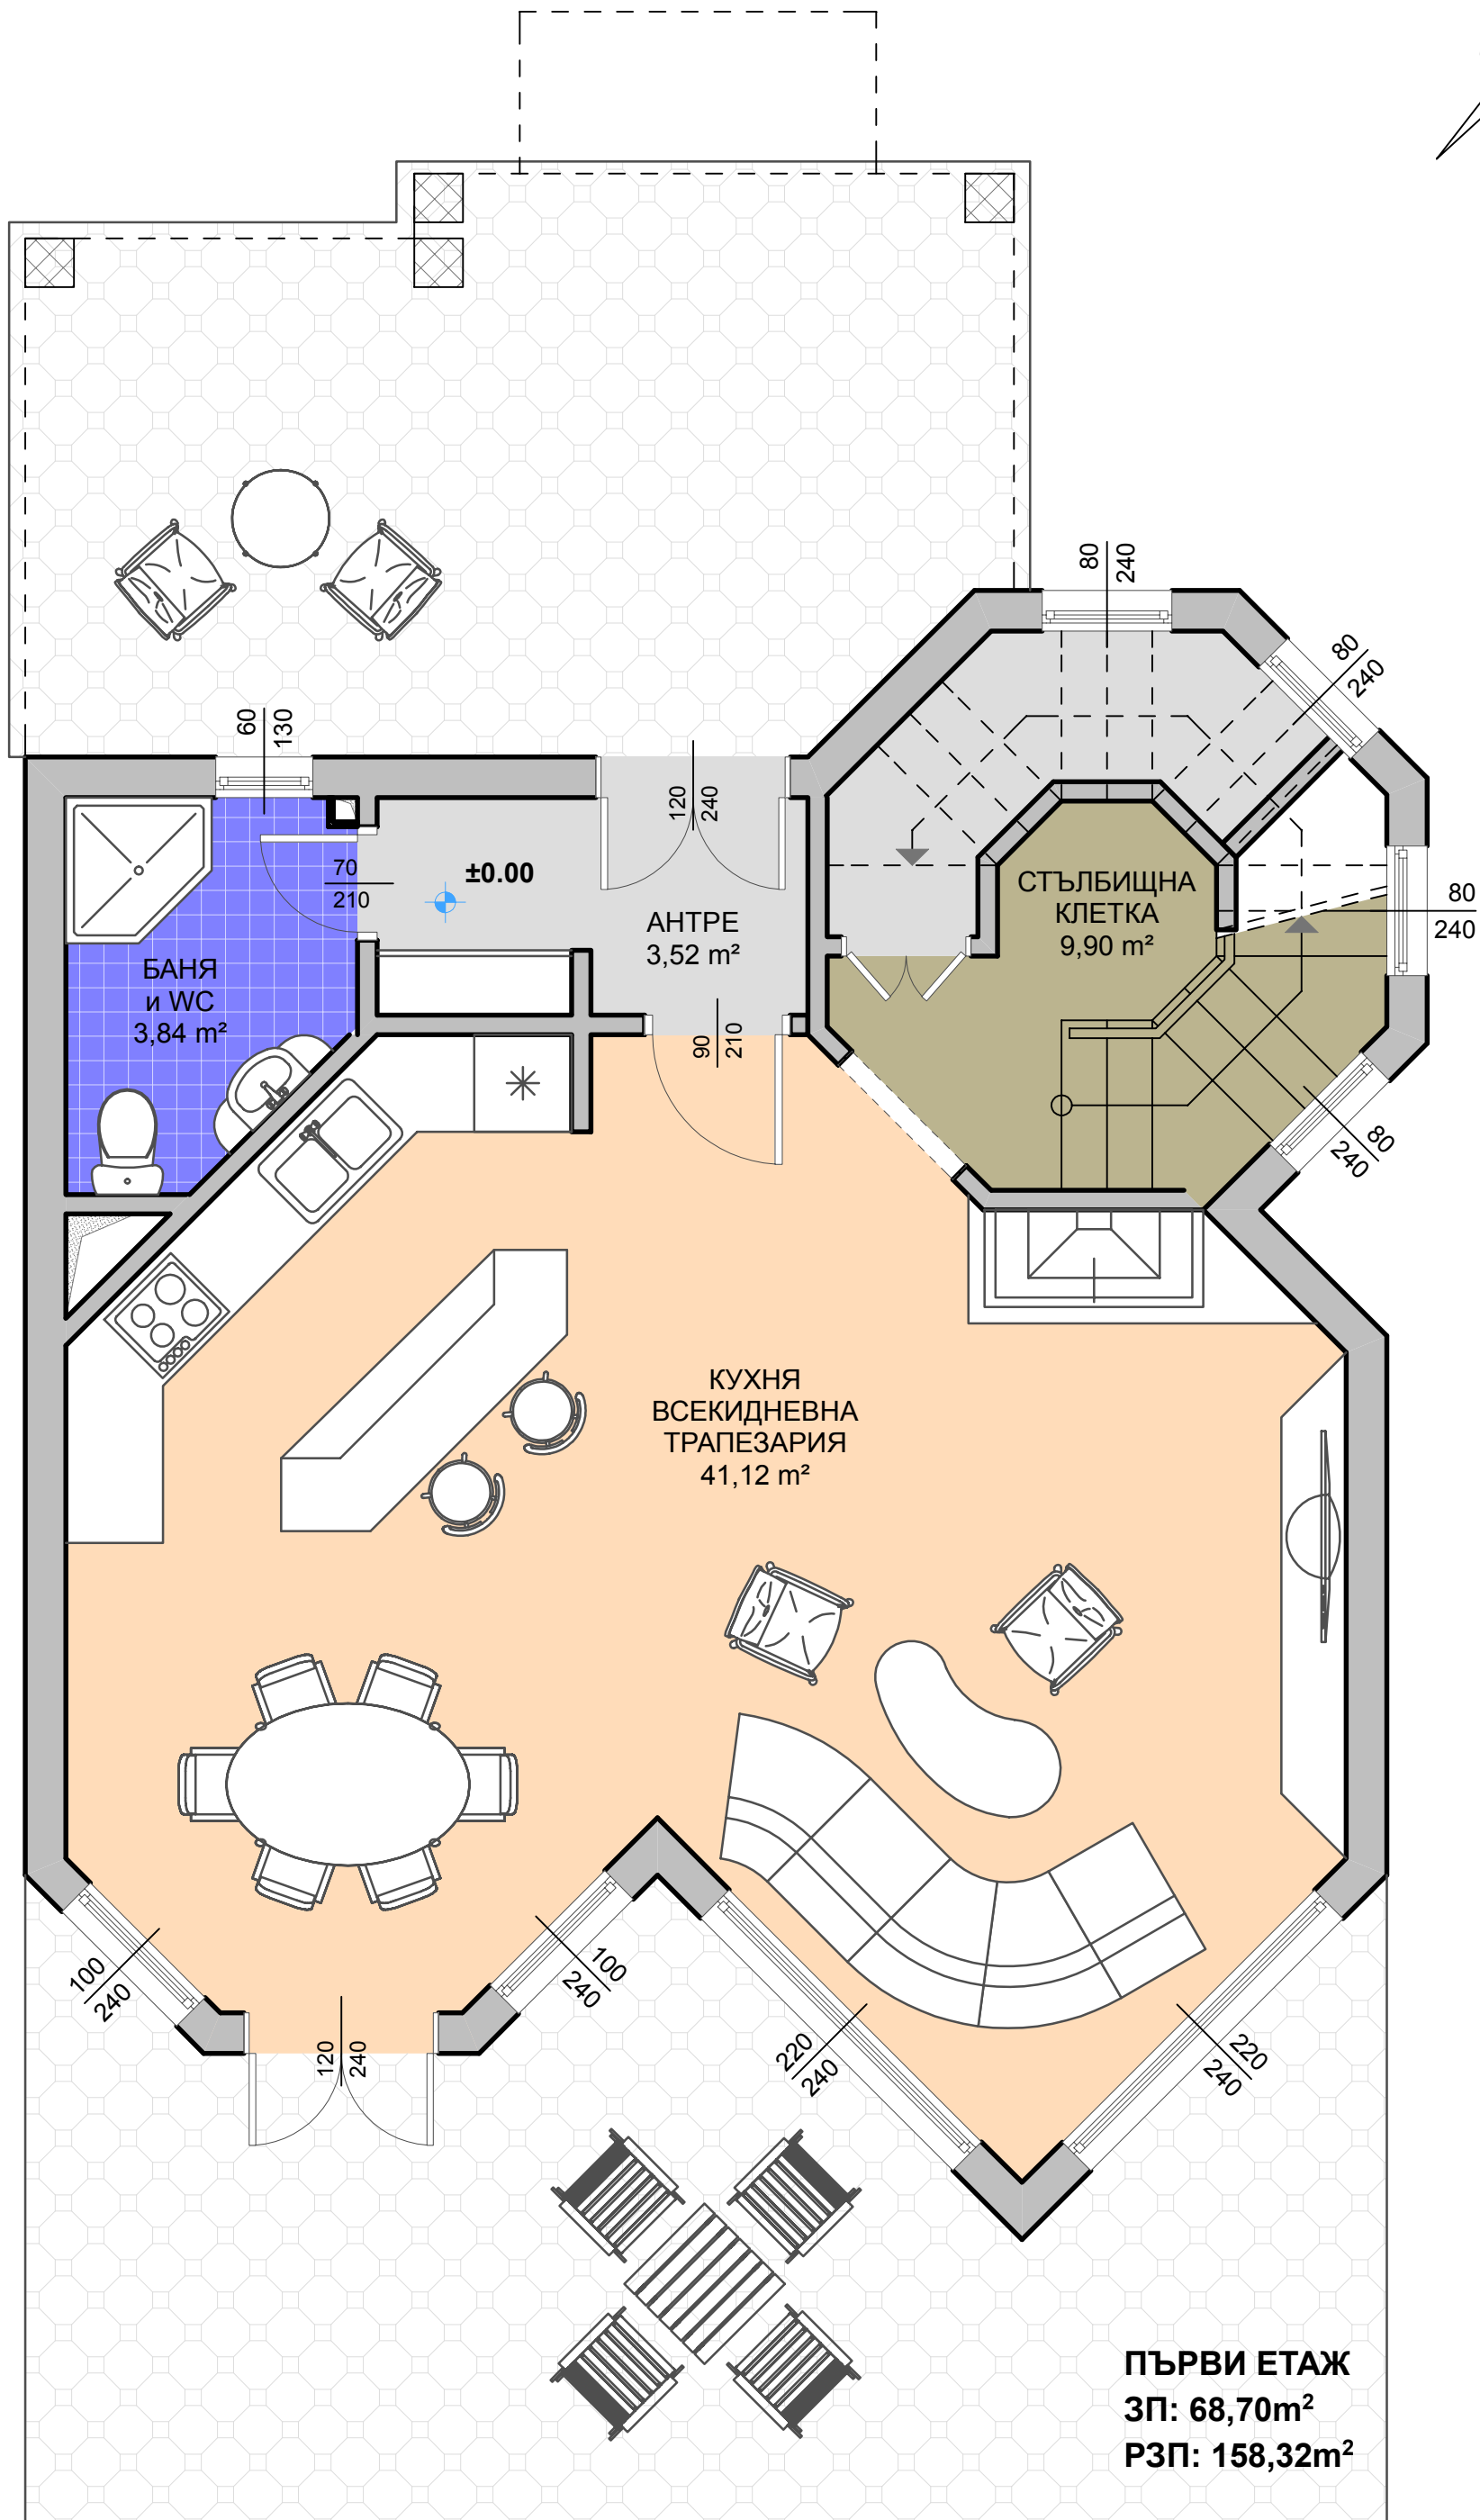 80
240
80
240
60
130
120
240
70
210
±0.00
СТЪЛБИЩНА
КЛЕТКА
9,90 m²
80
240
АНТРЕ
3,52 m²
БАНЯ
и WC
3,84 m²
90
210
80
240
КУХНЯ
ВСЕКИДНЕВНА
ТРАПЕЗАРИЯ
41,12 m²
100
240
100
240
120
240
220
240
220
240
ПЪРВИ ЕТАЖ
ЗП: 68,70m²
РЗП: 158,32m²